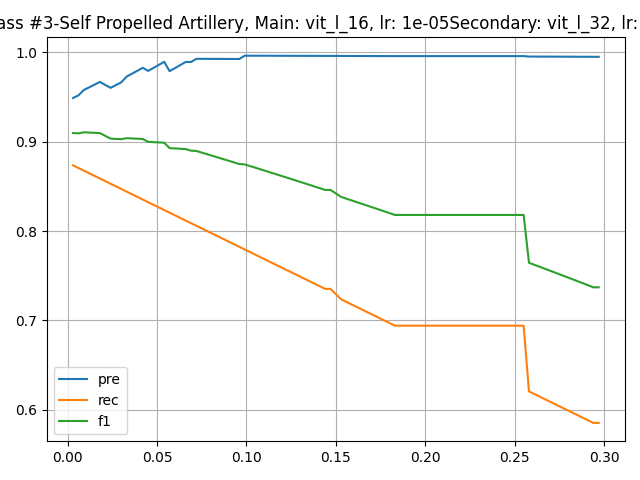 ass #3-Self Propelled Artillery, Main: vit_l_16, lr: 1e-05Secondary: vit_l_32, lr:
1.0
0.9
0.8
0.7
0.6
pre
rec
f1
0.00 0.05 0.10 0.15 0.20 0.25 0.30